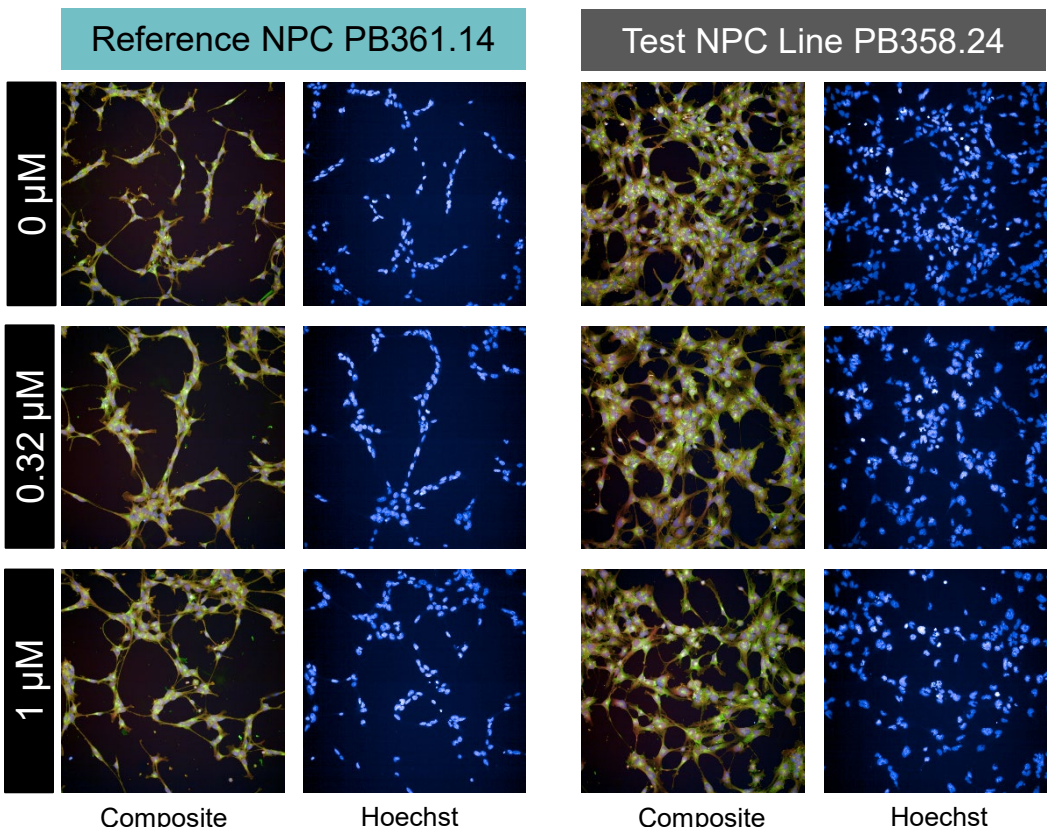 Reference NPC PB361.14
Test NPC Line PB358.24
0 µM
0.32 µM
1 µM
Composite
Hoechst
Composite
Hoechst